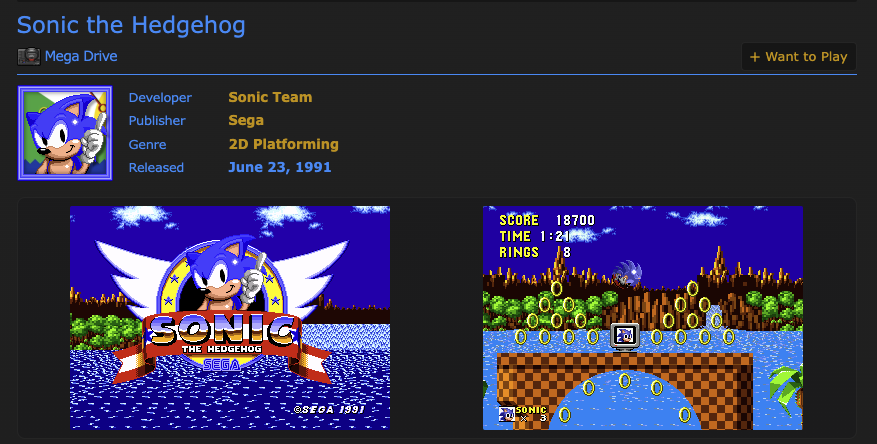 Sonic the Hedgehog
Mega Drive
+ Want to Play
Developer Sonic Team
Publisher Sega
Genre 2D Platforming
Released June 23, 1991
SONIC
THE HEDGEHOG
SEGA
©SEGA 1991
SCORE 18700
TIME 1:21
RINGS 8
SONIC
× 3